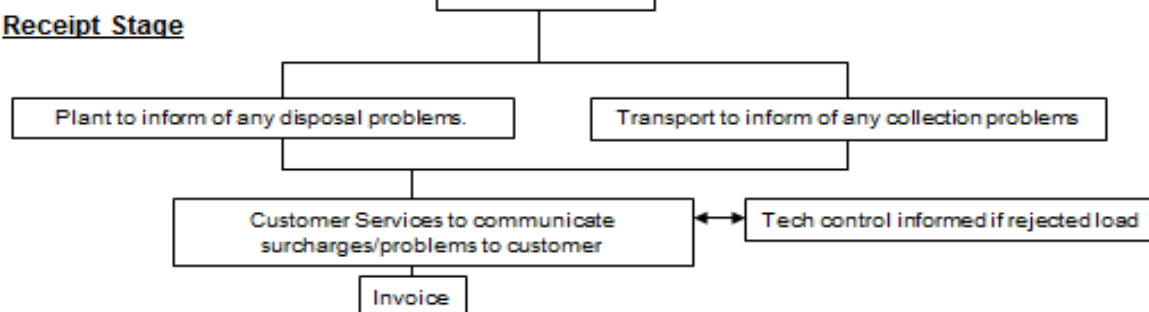 Receipt Stage
Plant to inform of any disposal problems.
Transport to inform of any collection problems
Customer Services to communicate
surcharges/problems to customer
Tech control informed if rejected load
Invoice